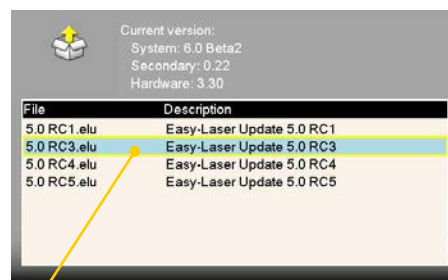 Current version:
System: 6.0 Beta2
Secondary: 0.22
Hardware: 3.30
File Description
5.0 RC1.elu Easy-Laser Update 5.0 RC1
5.0 RC3.elu Easy-Laser Update 5.0 RC3
5.0 RC4.elu Easy-Laser Update 5.0 RC4
5.0 RC5.elu Easy-Laser Update 5.0 RC5